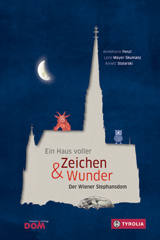 Annemarie Fenzl
Lore Mayer-Skumanz
Annett Stolarski
Ein Haus voller
Zeichen
& Wunder
Der Wiener Stephansdom
DOM
TYROLIA